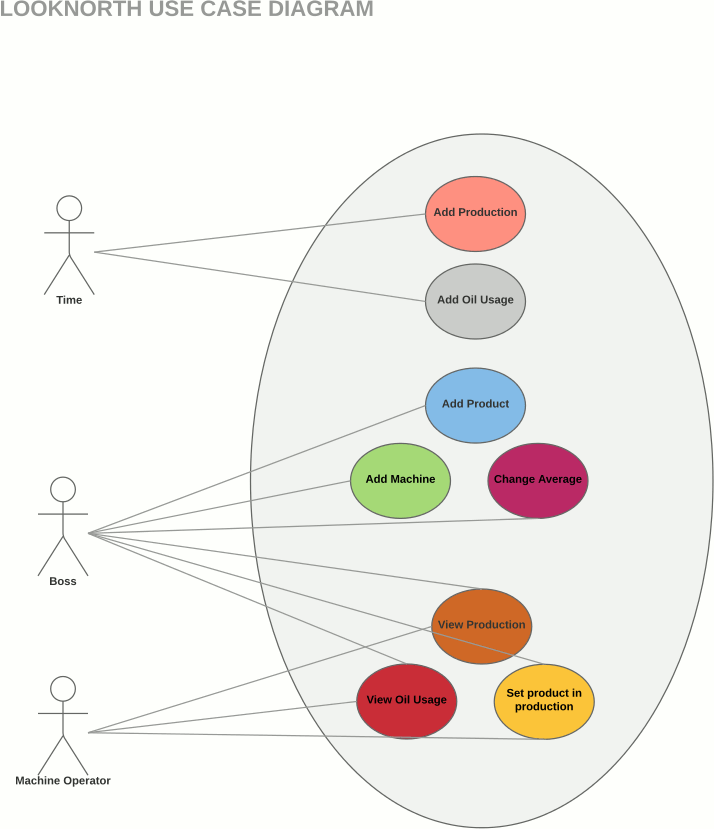 LOOKNORTH USE CASE DIAGRAM
Add Production
Time
Add Oil Usage
Add Product
Add Machine
Change Average
Boss
View Production
View Oil Usage
Set product in
production
Machine Operator